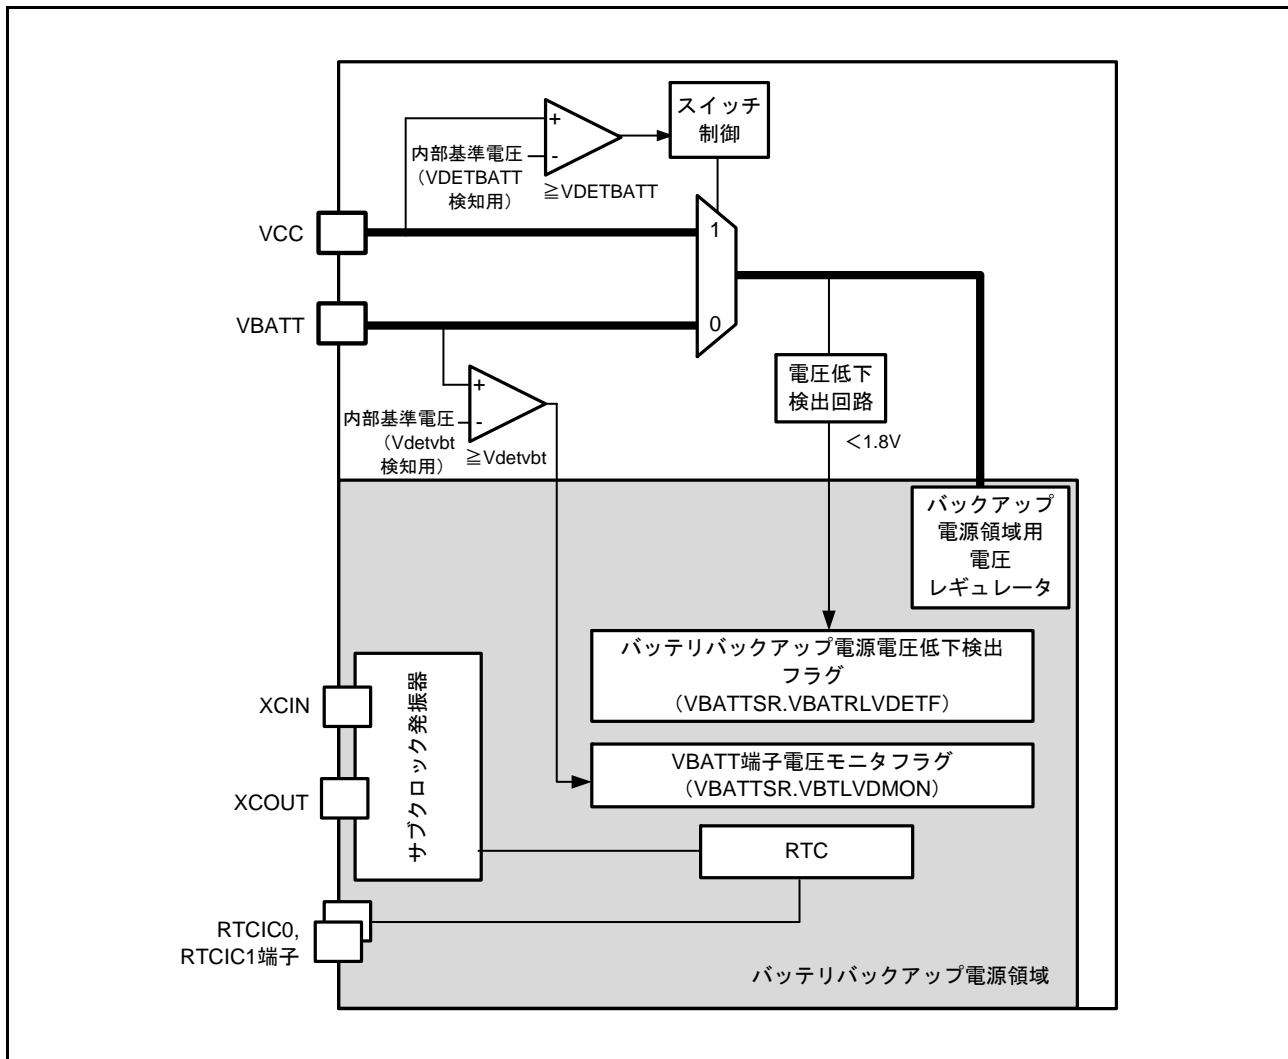 スイッチ
制御
+
-
内部基準電圧
（VDETBATT
検知用）
≧VDETBATT
VCC
1
VBATT
0
電圧低下
検出回路
＜1.8V
+
-
内部基準電圧
（Vdetvbt
検知用）
≧Vdetvbt
バックアップ
電源領域用
電圧
レギュレータ
バッテリバックアップ電源電圧低下検出
フラグ
（VBATTSR.VBATRLVDETF）
VBATT端子電圧モニタフラグ
（VBATTSR.VBTLVDMON）
XCIN
XCOUT
サブクロック発振器
RTC
RTCIC0,
RTCIC1端子
バッテリバックアップ電源領域